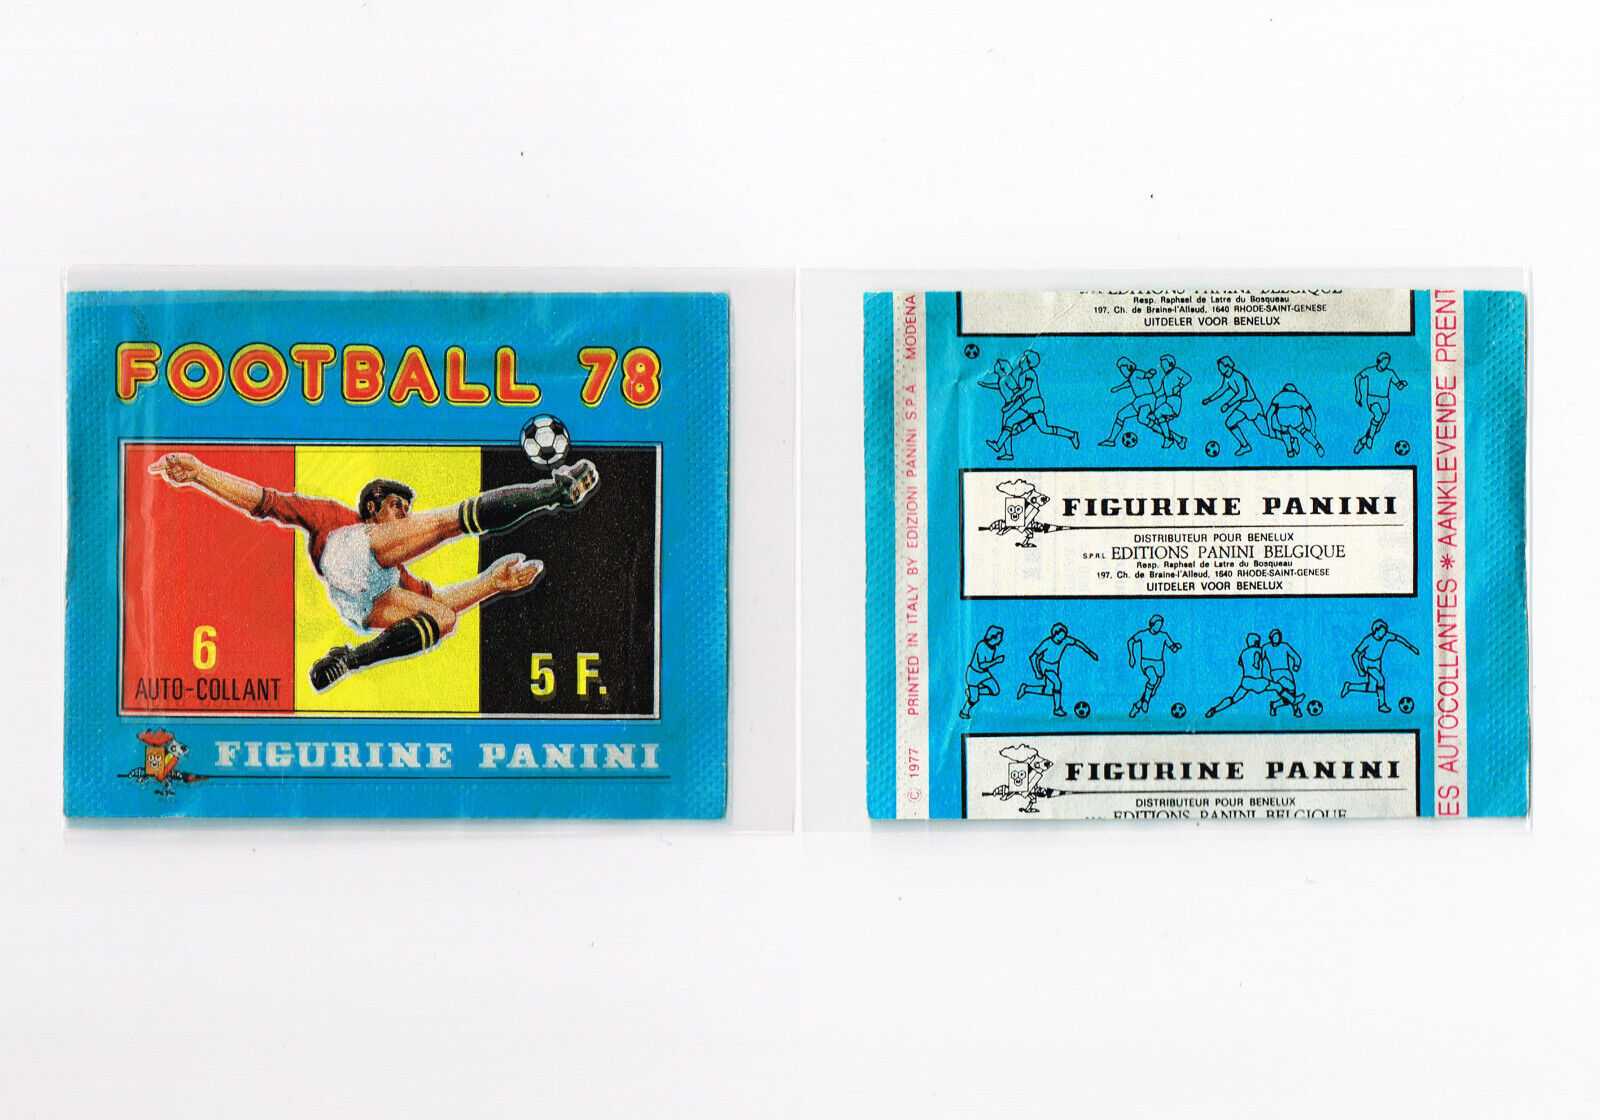 FOOTBALL 78
6
AUTO-COLLANT
5 F.
FIGURINE PANINI
EDITIONS PANINI BELGIQUE
Resp. Raphael de Latre du Bosqueau
197, Ch. de Braine-l'Alleud, 1640 RHODE-SAINT-GENESE
UITDELER VOOR BENELUX
FIGURINE PANINI
DISTRIBUTEUR POUR BENELUX
S.P.R.L. EDITIONS PANINI BELGIQUE
Resp. Raphael de Latre du Bosqueau
197, Ch. de Braine-l'Alleud, 1640 RHODE-SAINT-GENESE
UITDELER VOOR BENELUX
FIGURINE PANINI
DISTRIBUTEUR POUR BENELUX
EDITIONS PANINI BELGIQUE
© 1977 PRINTED IN ITALY BY EDIZIONI PANINI S.P.A. - MODENA
ES AUTOCOLLANTES * AANKLEVENDE PRENT